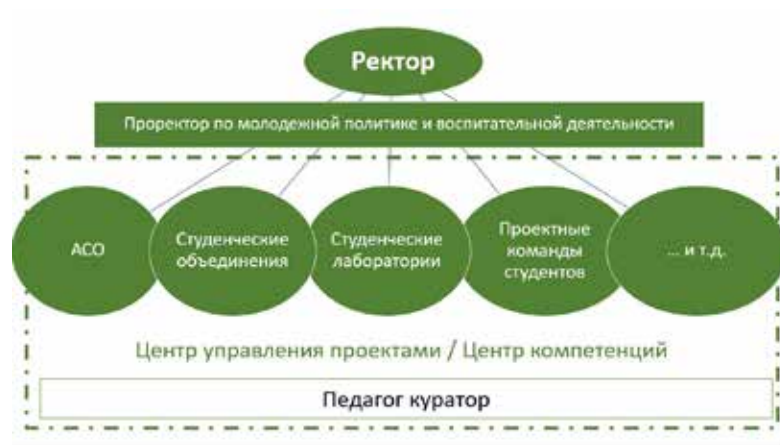 Ректор
Проректор по молодежной политике и воспитательной деятельности
АСО
Студенческие
объединения
Студенческие
лаборатории
Проектные
команды
студентов
... и т.д.
Центр управления проектами / Центр компетенций
Педагог куратор